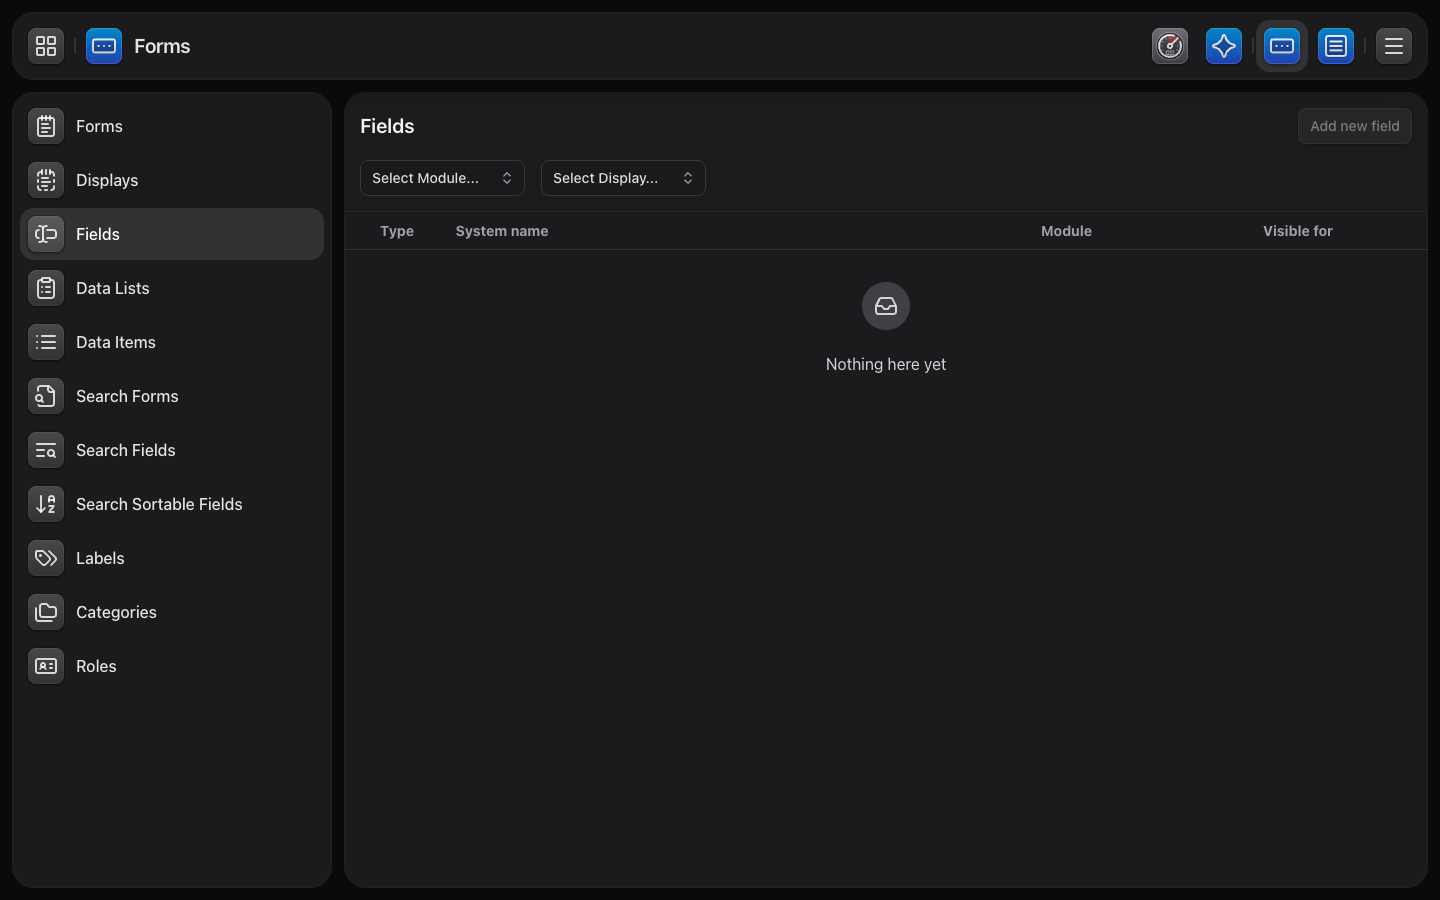 Forms
Forms
Displays
Fields
Data Lists
Data Items
Search Forms
Search Fields
Search Sortable Fields
Labels
Categories
Roles
Fields
Add new field
Select Module...
Select Display...
Type System name Module Visible for
Nothing here yet